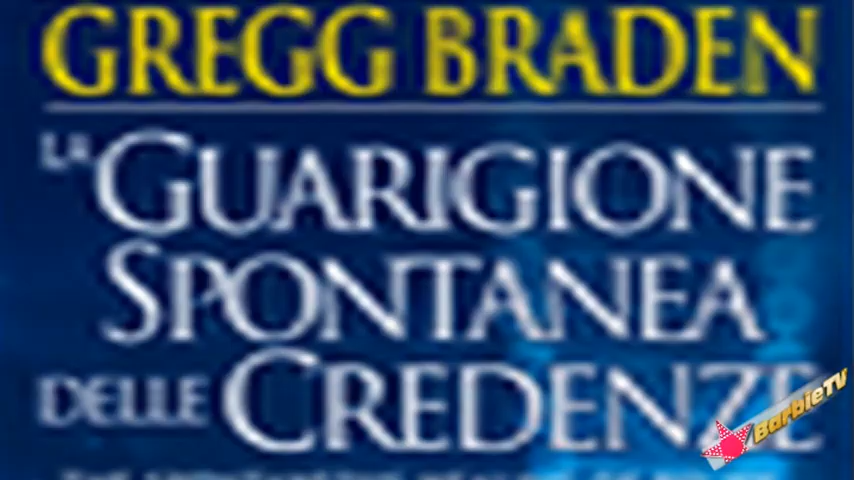 GREGG BRADEN
LA GUARIGIONE
SPONTANEA
DELLE CREDENZE
BarbieTV